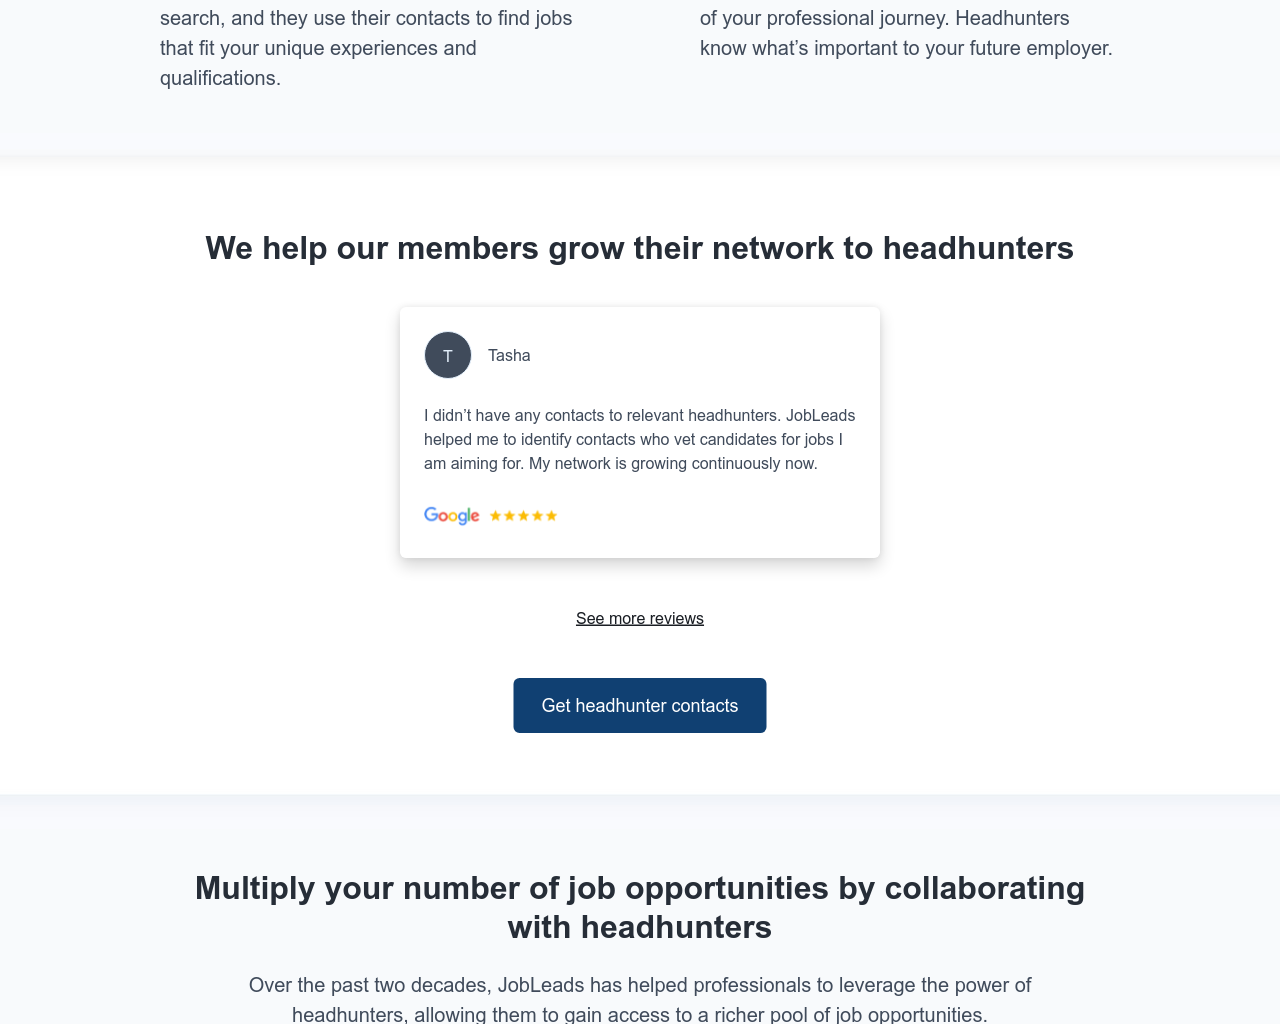 search, and they use their contacts to find jobs
that fit your unique experiences and
qualifications.
of your professional journey. Headhunters
know what’s important to your future employer.
We help our members grow their network to headhunters
T
Tasha
I didn’t have any contacts to relevant headhunters. JobLeads
helped me to identify contacts who vet candidates for jobs I
am aiming for. My network is growing continuously now.
Google
See more reviews
Get headhunter contacts
Multiply your number of job opportunities by collaborating
with headhunters
Over the past two decades, JobLeads has helped professionals to leverage the power of
headhunters, allowing them to gain access to a richer pool of job opportunities.